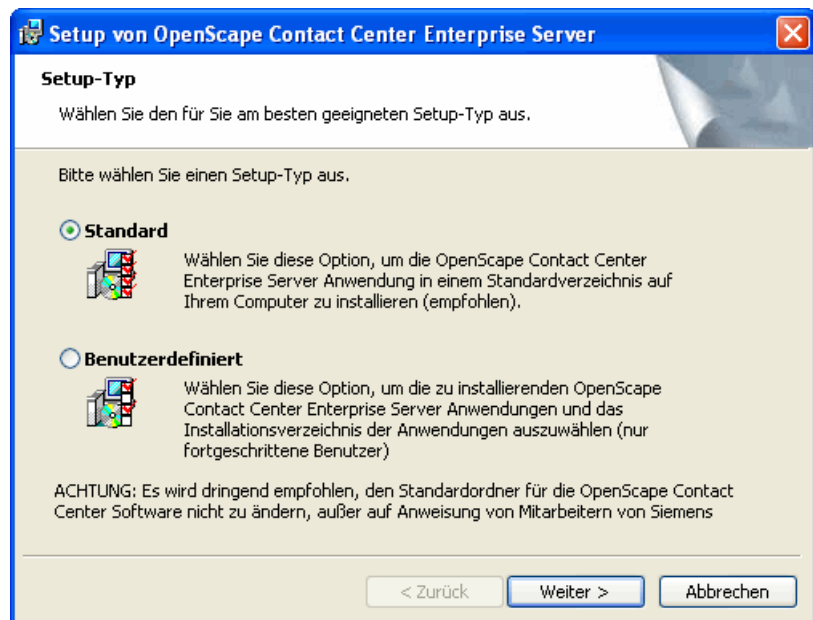 Setup von OpenScape Contact Center Enterprise Server
Setup-Typ
Wählen Sie den für Sie am besten geeigneten Setup-Typ aus.
Bitte wählen Sie einen Setup-Typ aus.
Standard
Wählen Sie diese Option, um die OpenScape Contact Center
Enterprise Server Anwendung in einem Standardverzeichnis auf
Ihrem Computer zu installieren (empfohlen).
Benutzerdefiniert
Wählen Sie diese Option, um die zu installierenden OpenScape
Contact Center Enterprise Server Anwendungen und das
Installationsverzeichnis der Anwendungen auszuwählen (nur
fortgeschrittene Benutzer)
ACHTUNG: Es wird dringend empfohlen, den Standardordner für die OpenScape Contact
Center Software nicht zu ändern, außer auf Anweisung von Mitarbeitern von Siemens
< Zurück
Weiter >
Abbrechen